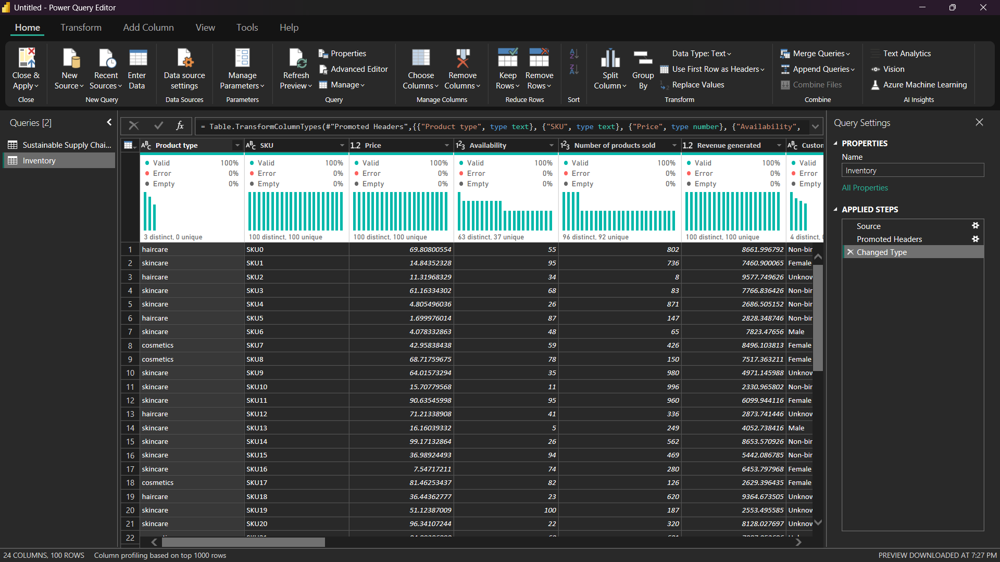 Untitled - Power Query Editor
Home Transform Add Column View Tools Help
Close & Apply
Close
New Source
Recent Sources
Enter Data
New Query
Data source settings
Data Sources
Manage Parameters
Parameters
Refresh Preview
Properties
Advanced Editor
Manage
Query
Choose Columns
Remove Columns
Manage Columns
Keep Rows
Remove Rows
Reduce Rows
Sort
Split Column
Group By
Data Type: Text
Use First Row as Headers
Replace Values
Transform
Merge Queries
Append Queries
Combine Files
Combine
Text Analytics
Vision
Azure Machine Learning
AI Insights
Queries [2]
Sustainable Supply Chai...
Inventory
fx
= Table.TransformColumnTypes(#"Promoted Headers",{{"Product type", type text}, {"SKU", type text}, {"Price", type number}, {"Availability",
ABC Product type ABC SKU 1.2 Price 123 Availability 123 Number of products sold 1.2 Revenue generated ABC Custon
Valid 100% Valid 100% Valid 100% Valid 100% Valid 100% Valid 100% Valid
Error 0% Error 0% Error 0% Error 0% Error 0% Error 0% Error
Empty 0% Empty 0% Empty 0% Empty 0% Empty 0% Empty 0% Empty
3 distinct, 0 unique 100 distinct, 100 unique 100 distinct, 100 unique 63 distinct, 37 unique 96 distinct, 92 unique 100 distinct, 100 unique 4 distinct,
1 haircare SKU0 69.80800554 55 802 8661.996792 Non-bir
2 skincare SKU1 14.84352328 95 736 7460.900065 Female
3 haircare SKU2 11.31968329 34 8 9577.749626 Unknov
4 skincare SKU3 61.16334302 68 83 7766.836426 Non-bir
5 skincare SKU4 4.805496036 26 871 2686.505152 Non-bir
6 haircare SKU5 1.699976014 87 147 2828.348746 Non-bir
7 skincare SKU6 4.078332863 48 65 7823.47656 Male
8 cosmetics SKU7 42.95838438 59 426 8496.103813 Female
9 cosmetics SKU8 68.71759675 78 150 7517.363211 Female
10 skincare SKU9 64.01573294 35 980 4971.145988 Unknov
11 skincare SKU10 15.70779568 11 996 2330.965802 Non-bir
12 skincare SKU11 90.63545998 95 960 6099.944116 Female
13 haircare SKU12 71.21338908 41 336 2873.741446 Unknov
14 skincare SKU13 16.16039332 5 249 4052.738416 Male
15 skincare SKU14 99.17132864 26 562 8653.570926 Non-bir
16 skincare SKU15 36.98924493 94 469 5442.086785 Non-bir
17 skincare SKU16 7.54717211 74 280 6453.797968 Female
18 cosmetics SKU17 81.46253437 82 126 2629.396435 Female
19 haircare SKU18 36.44362777 23 620 9364.673505 Unknov
20 skincare SKU19 51.12387009 100 187 2553.495585 Unknov
21 skincare SKU20 96.34107244 22 320 8128.027697 Unknov
22
Query Settings
PROPERTIES
Name
Inventory
All Properties
APPLIED STEPS
Source
Promoted Headers
Changed Type
24 COLUMNS, 100 ROWS Column profiling based on top 1000 rows PREVIEW DOWNLOADED AT 7:27 PM